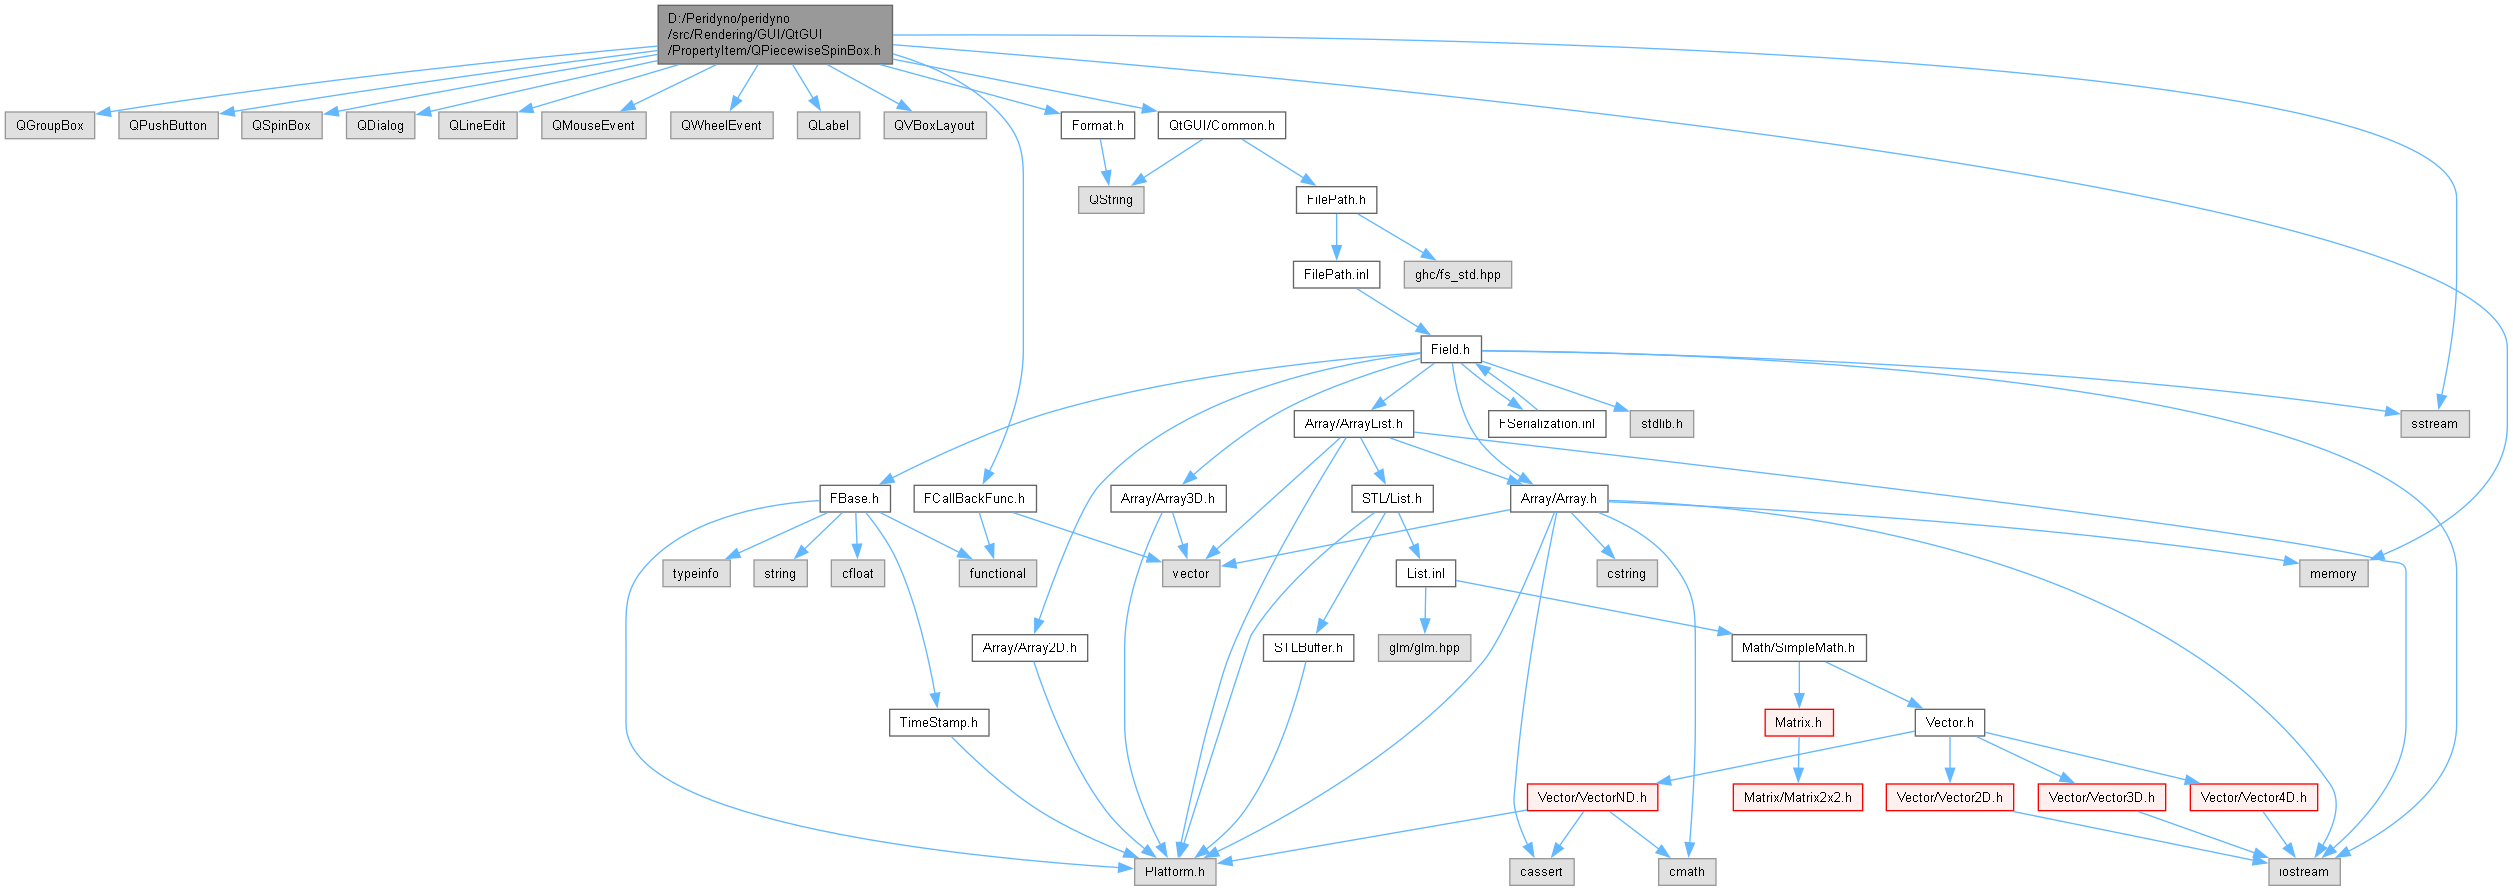 D:/Peridyno/peridyno
/src/Rendering/GUI/QtGUI
/PropertyItem/QPiecewiseSpinBox.h
QGroupBox
QPushButton
QSpinBox
QDialog
QLineEdit
QMouseEvent
QWheelEvent
QLabel
QVBoxLayout
Format.h
QtGUI/Common.h
QString
FilePath.h
FilePath.inl
ghc/fs_std.hpp
Field.h
Array/ArrayList.h
FSerialization.inl
stdlib.h
sstream
FBase.h
FCallBackFunc.h
Array/Array3D.h
STL/List.h
Array/Array.h
typeinfo
string
cfloat
functional
vector
List.inl
cstring
memory
Array/Array2D.h
STLBuffer.h
glm/glm.hpp
Math/SimpleMath.h
TimeStamp.h
Matrix.h
Vector.h
Vector/VectorND.h
Matrix/Matrix2x2.h
Vector/Vector2D.h
Vector/Vector3D.h
Vector/Vector4D.h
Platform.h
cassert
cmath
iostream